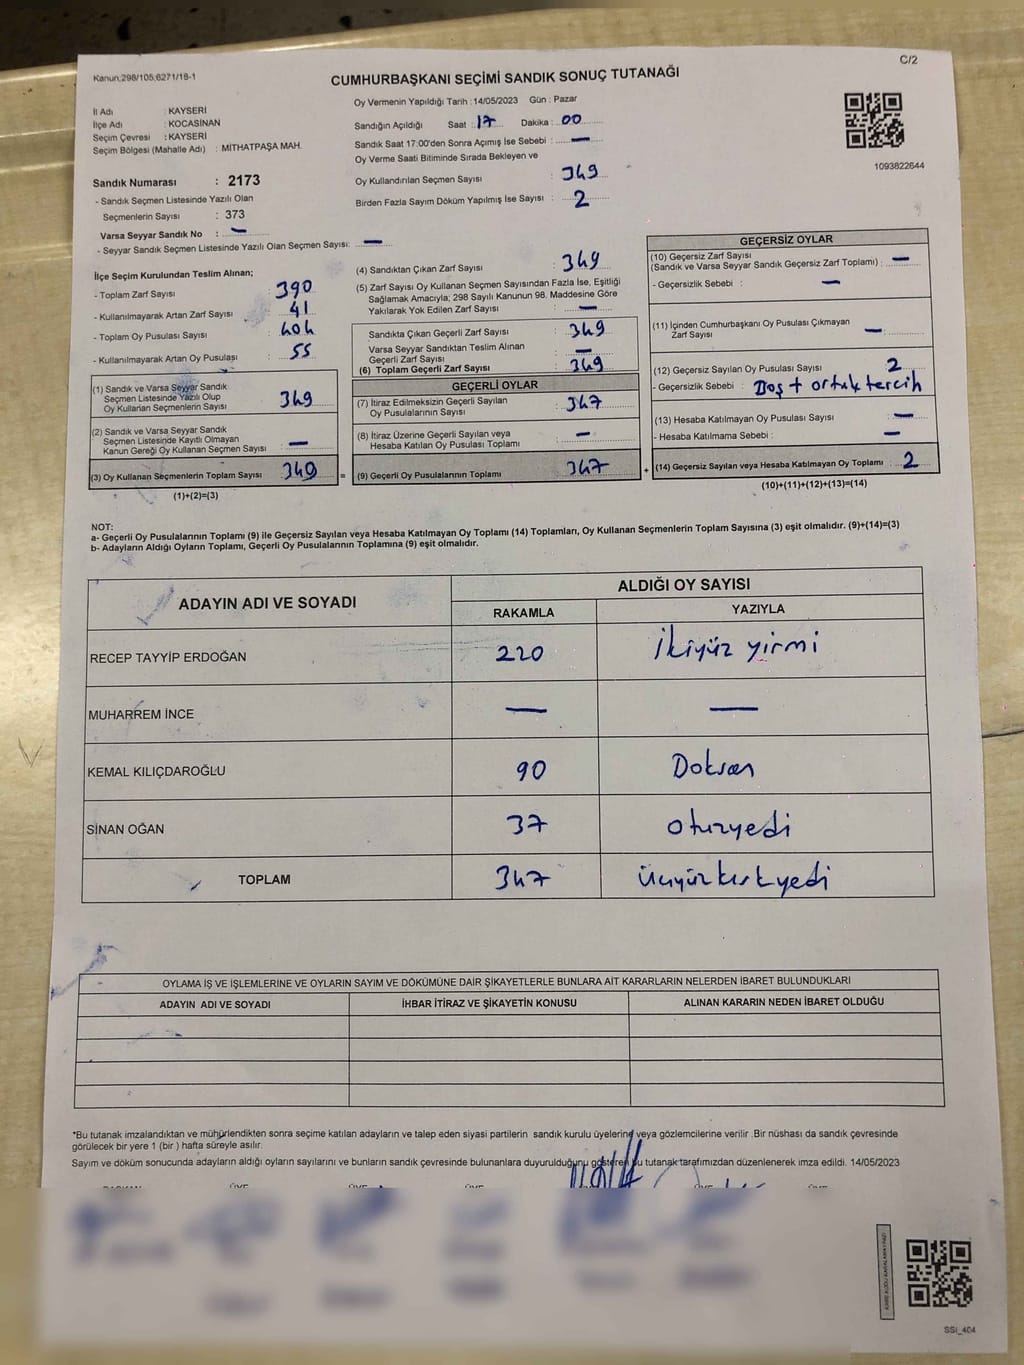 Kanun:298/105;6271/18-1
C/2
CUMHURBAŞKANI SEÇİMİ SANDIK SONUÇ TUTANAĞI
İl Adı : KAYSERİ
İlçe Adı : KOCASİNAN
Seçim Çevresi : KAYSERİ
Seçim Bölgesi (Mahalle Adı) : MİTHATPAŞA MAH.
Sandık Numarası : 2173
- Sandık Seçmen Listesinde Yazılı Olan
Seçmenlerin Sayısı : 373
Varsa Seyyar Sandık No : —
- Seyyar Sandık Seçmen Listesinde Yazılı Olan Seçmen Sayısı: —
Oy Vermenin Yapıldığı Tarih : 14/05/2023 Gün : Pazar
Sandığın Açıldığı Saat : 17 Dakika : 00
Sandık Saat 17:00'den Sonra Açımış İse Sebebi : —
Oy Verme Saati Bitiminde Sırada Bekleyen ve
Oy Kullandırılan Seçmen Sayısı : 349
Birden Fazla Sayım Döküm Yapılmış İse Sayısı : 2
1093822644
İlçe Seçim Kurulundan Teslim Alınan;
- Toplam Zarf Sayısı : 390
- Kullanılmayarak Artan Zarf Sayısı : 41
- Toplam Oy Pusulası Sayısı : 404
- Kullanılmayarak Artan Oy Pusulası : 55
(1) Sandık ve Varsa Seyyar Sandık
Seçmen Listesinde Yazılı Olup
Oy Kullanan Seçmenlerin Sayısı : 349
(2) Sandık ve Varsa Seyyar Sandık
Seçmen Listesinde Kayıtlı Olmayan
Kanun Gereği Oy Kullanan Seçmen Sayısı : —
(3) Oy Kullanan Seçmenlerin Toplam Sayısı : 349 =
(1)+(2)=(3)
(4) Sandıktan Çıkan Zarf Sayısı : 349
(5) Zarf Sayısı Oy Kullanan Seçmen Sayısından Fazla İse, Eşitliği
Sağlamak Amacıyla; 298 Sayılı Kanunun 98. Maddesine Göre
Yakılarak Yok Edilen Zarf Sayısı : —
Sandıkta Çıkan Geçerli Zarf Sayısı : 349
Varsa Seyyar Sandıktan Teslim Alınan
Geçerli Zarf Sayısı : —
(6) Toplam Geçerli Zarf Sayısı : 349
GEÇERLİ OYLAR
(7) İtiraz Edilmeksizin Geçerli Sayılan
Oy Pusulalarının Sayısı : 347
(8) İtiraz Üzerine Geçerli Sayılan veya
Hesaba Katılan Oy Pusulası Toplamı : —
(9) Geçerli Oy Pusulalarının Toplamı : 347 +
GEÇERSİZ OYLAR
(10) Geçersiz Zarf Sayısı
(Sandık ve Varsa Seyyar Sandık Geçersiz Zarf Toplamı) : —
- Geçersizlik Sebebi : —
(11) İçinden Cumhurbaşkanı Oy Pusulası Çıkmayan
Zarf Sayısı : —
(12) Geçersiz Sayılan Oy Pusulası Sayısı : 2
- Geçersizlik Sebebi : Boş + ortak tercih
(13) Hesaba Katılmayan Oy Pusulası Sayısı : —
- Hesaba Katılmama Sebebi : —
(14) Geçersiz Sayılan veya Hesaba Katılmayan Oy Toplamı : 2
(10)+(11)+(12)+(13)=(14)
NOT:
a- Geçerli Oy Pusulalarının Toplamı (9) ile Geçersiz Sayılan veya Hesaba Katılmayan Oy Toplamı (14) Toplamları, Oy Kullanan Seçmenlerin Toplam Sayısına (3) eşit olmalıdır. (9)+(14)=(3)
b- Adayların Aldığı Oyların Toplamı, Geçerli Oy Pusulalarının Toplamına (9) eşit olmalıdır.
ADAYIN ADI VE SOYADI ALDIĞI OY SAYISI
RAKAMLA YAZIYLA
RECEP TAYYİP ERDOĞAN 220 İkiyüz yirmi
MUHARREM İNCE — —
KEMAL KILIÇDAROĞLU 90 Doksan
SİNAN OĞAN 37 otuzyedi
TOPLAM 347 Üçyüzkırkyedi
OYLAMA İŞ VE İŞLEMLERİNE VE OYLARIN SAYIM VE DÖKÜMÜNE DAİR ŞİKAYETLERLE BUNLARA AİT KARARLARIN NELERDEN İBARET BULUNDUKLARI
ADAYIN ADI VE SOYADI İHBAR İTİRAZ VE ŞİKAYETİN KONUSU ALINAN KARARIN NEDEN İBARET OLDUĞU
*Bu tutanak imzalandıktan ve mühürlendikten sonra seçime katılan adayların ve talep eden siyasi partilerin sandık kurulu üyelerine veya gözlemcilerine verilir .Bir nüshası da sandık çevresinde
görülecek bir yere 1 (bir ) hafta süreyle asılır.
Sayım ve döküm sonucunda adayların aldığı oyların sayılarını ve bunların sandık çevresinde bulunanlara duyurulduğunu gösteren bu tutanak tarafımızdan düzenlenerek imza edildi. 14/05/2023
SSI_404